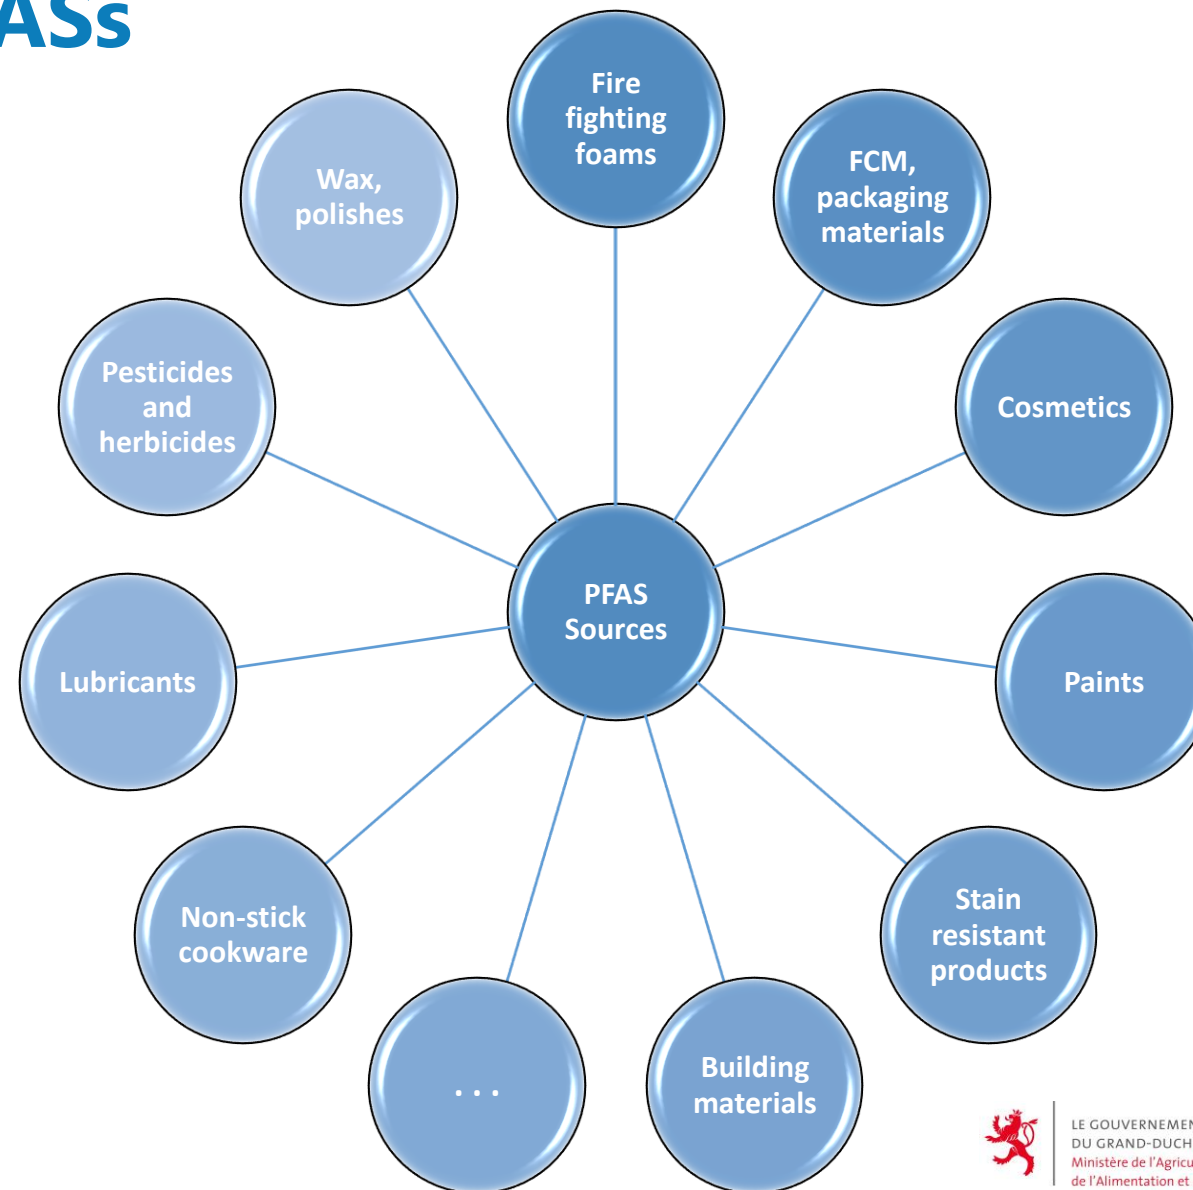 ASs
Fire
fighting
foams
FCM,
packaging
materials
Cosmetics
Paints
Stain
resistant
products
Building
materials
. . .
Non-stick
cookware
Lubricants
Pesticides
and
herbicides
Wax,
polishes
PFAS
Sources
LE GOUVERNEMEN
DU GRAND-DUCH
Ministère de l'Agricu
de l'Alimentation et